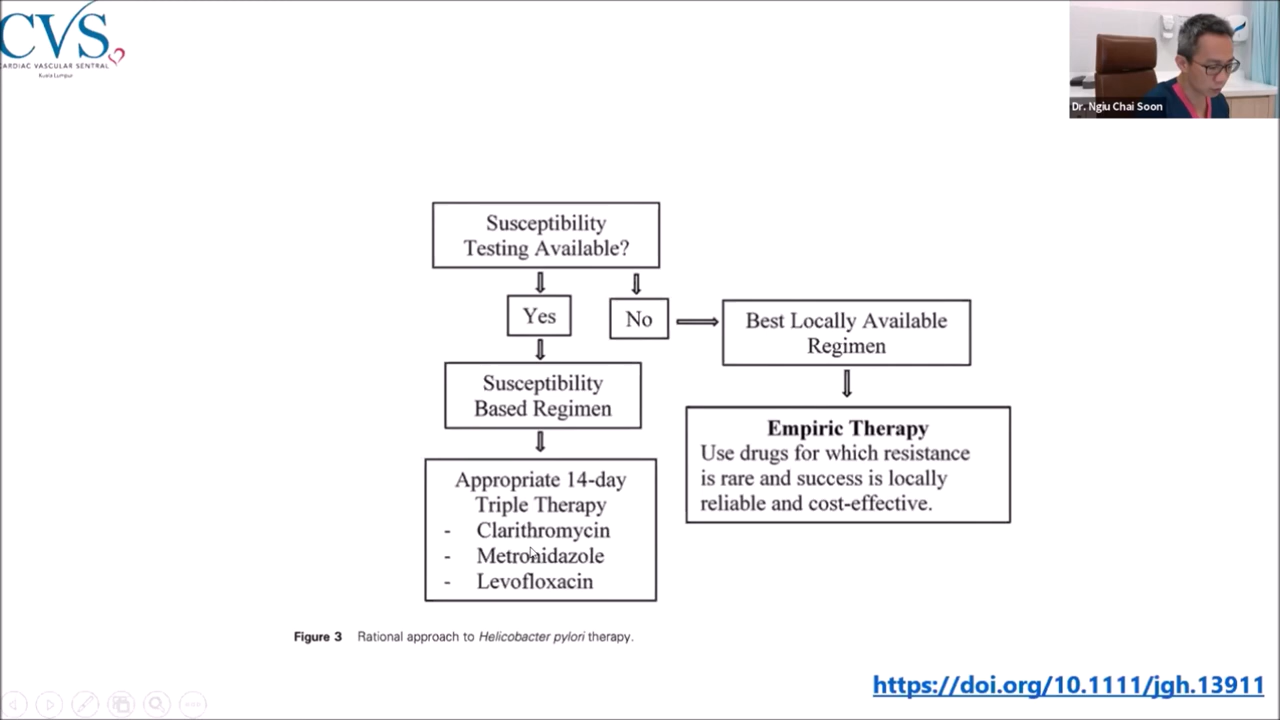 CVS
CARDIAC VASCULAR SENTRAL
Kuala Lumpur
Dr. Ngiu Chai Soon
Susceptibility
Testing Available?
Yes
No
Best Locally Available
Regimen
Susceptibility
Based Regimen
Empiric Therapy
Use drugs for which resistance
is rare and success is locally
reliable and cost-effective.
Appropriate 14-day
Triple Therapy
- Clarithromycin
- Metronidazole
- Levofloxacin
Figure 3 Rational approach to Helicobacter pylori therapy.
https://doi.org/10.1111/jgh.13911